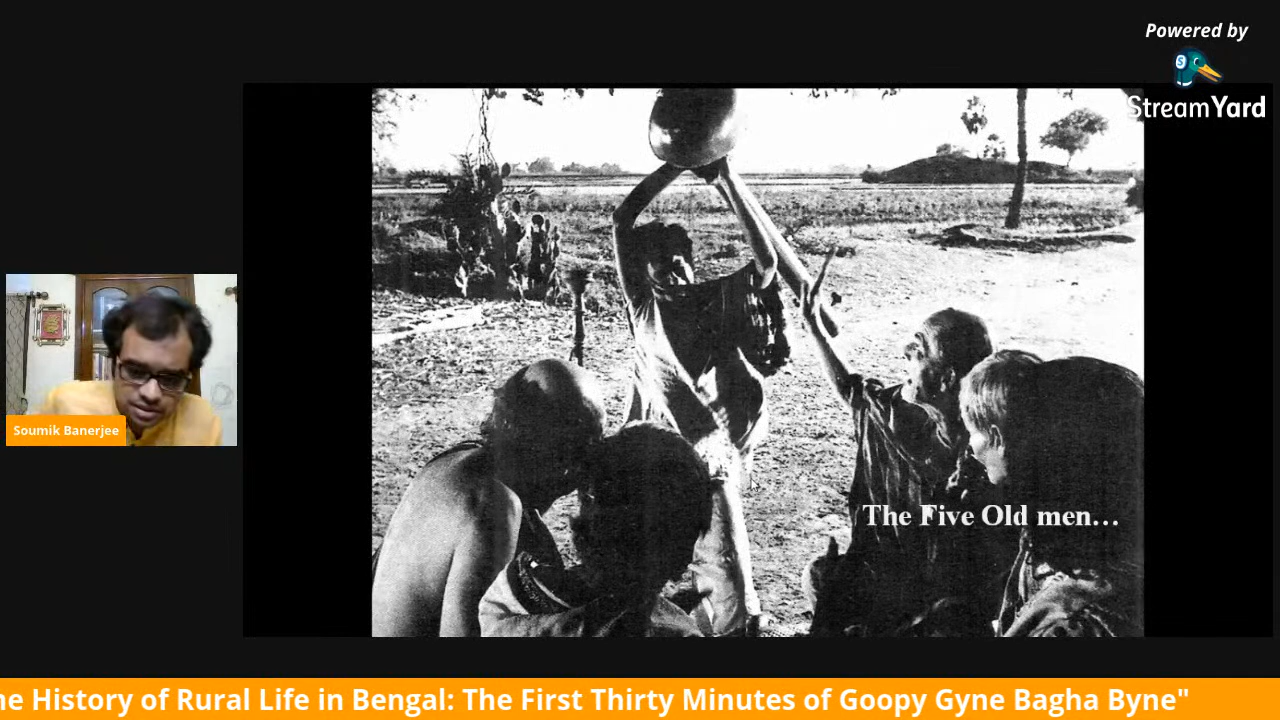 Powered by
StreamYard
Soumik Banerjee
The Five Old men...
he History of Rural Life in Bengal: The First Thirty Minutes of Goopy Gyne Bagha Byne"